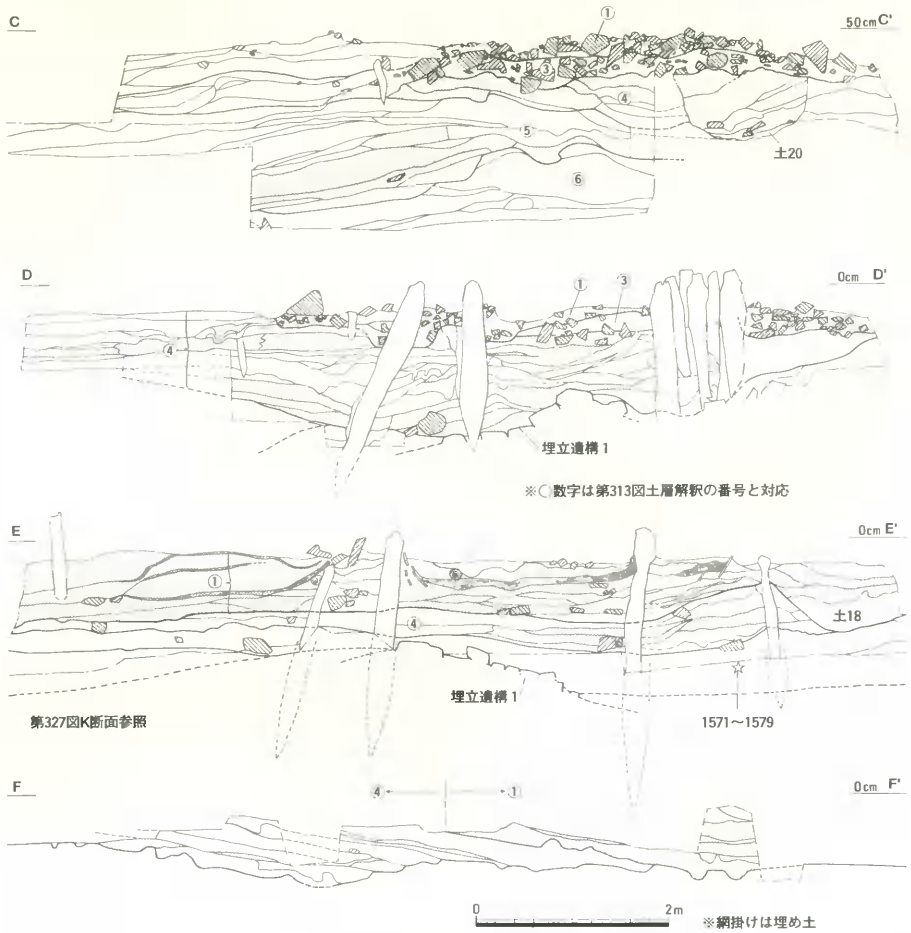 C ① 50cm C'
③
④
⑤
土20
⑥
D 0cm D'
① ③
④
埋立遺構1
※○数字は第313図土層解釈の番号と対応
E 0cm E'
①
土18
④
☆
埋立遺構1
第327図K断面参照 1571～1579
F ④ ① 0cm F'
0 2m ※網掛けは埋め土